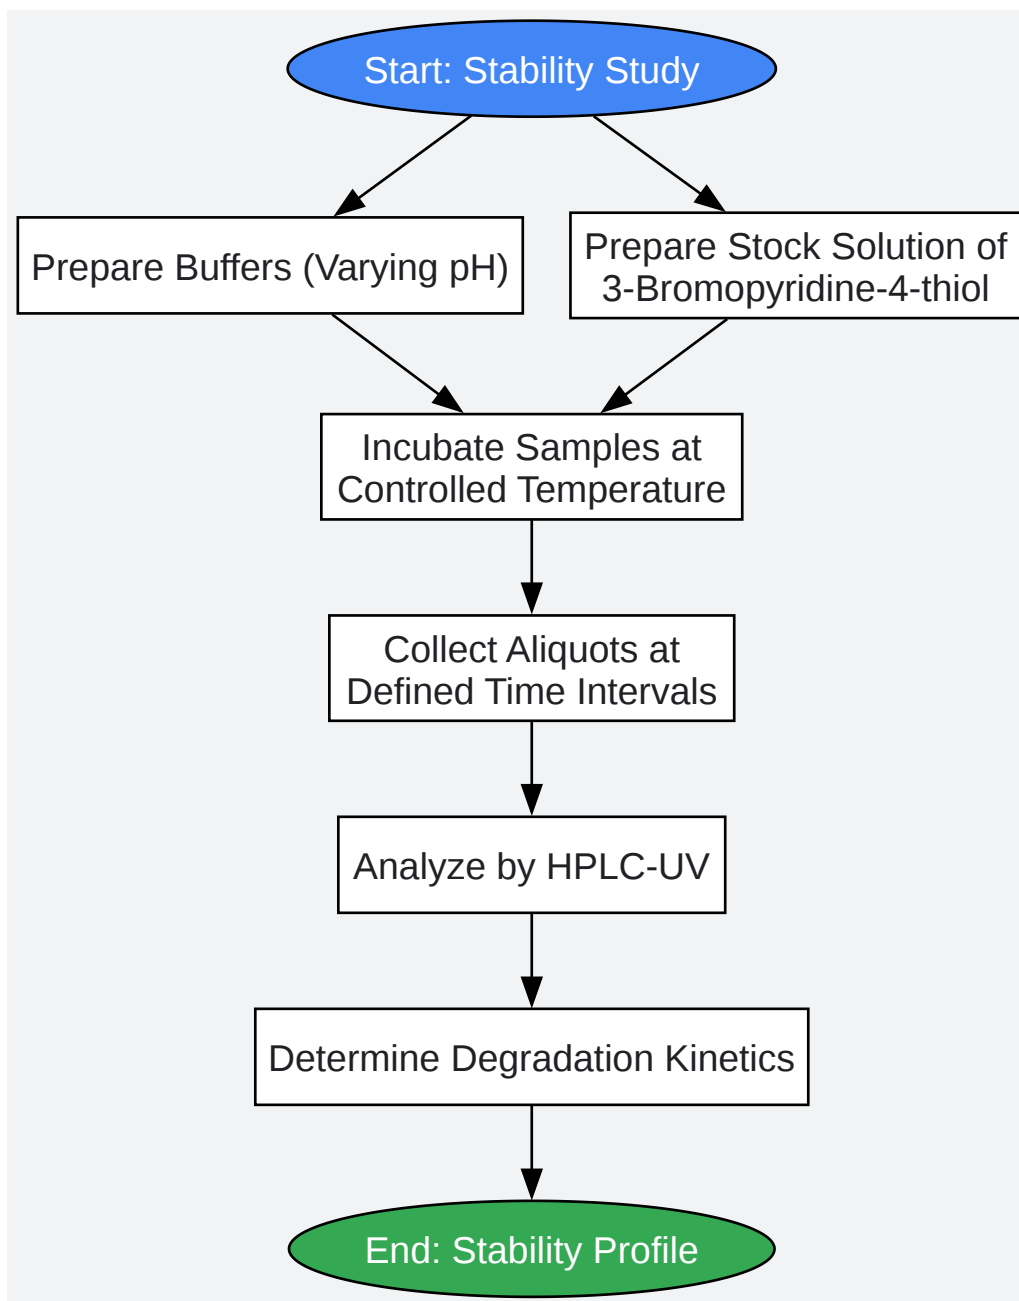 Start: Stability Study
Prepare Buffers (Varying pH)
Prepare Stock Solution of
3-Bromopyridine-4-thiol
Incubate Samples at
Controlled Temperature
Collect Aliquots at
Defined Time Intervals
Analyze by HPLC-UV
Determine Degradation Kinetics
End: Stability Profile